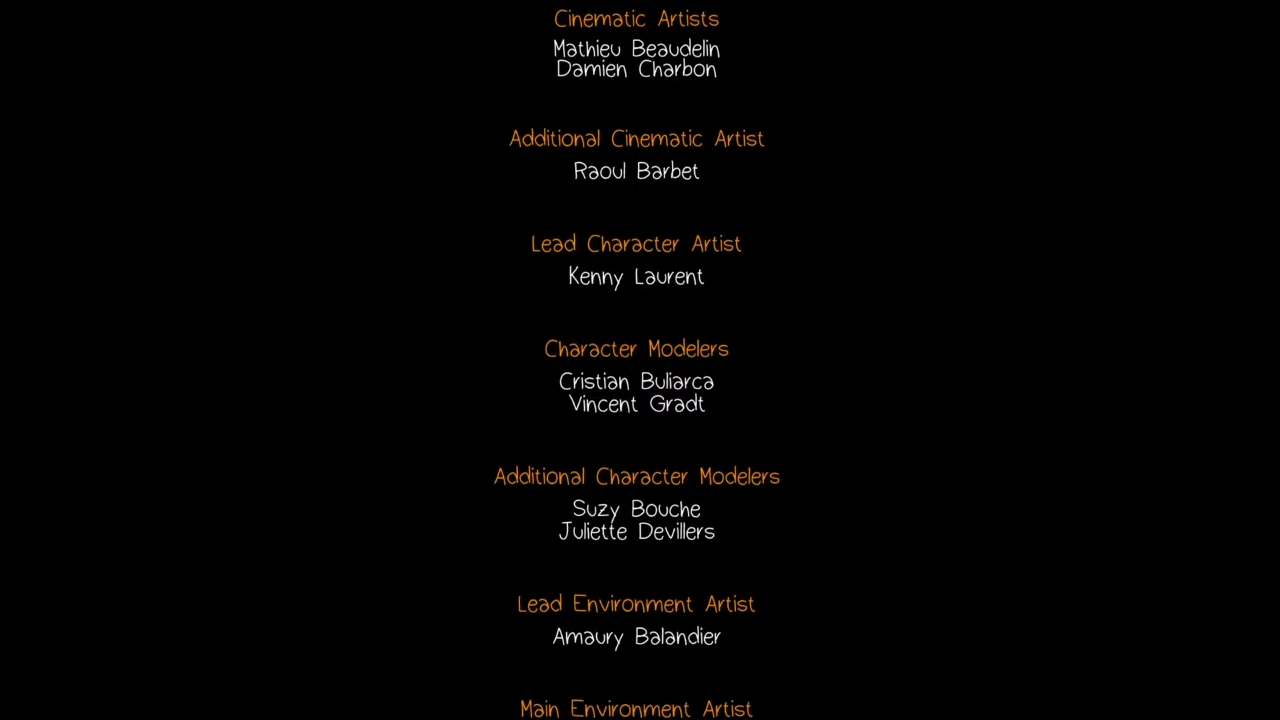 Cinematic Artists
Mathieu Beaudelin
Damien Charbon
Additional Cinematic Artist
Raoul Barbet
Lead Character Artist
Kenny Laurent
Character Modelers
Cristian Buliarca
Vincent Gradt
Additional Character Modelers
Suzy Bouche
Juliette Devillers
Lead Environment Artist
Amaury Balandier
Main Environment Artist